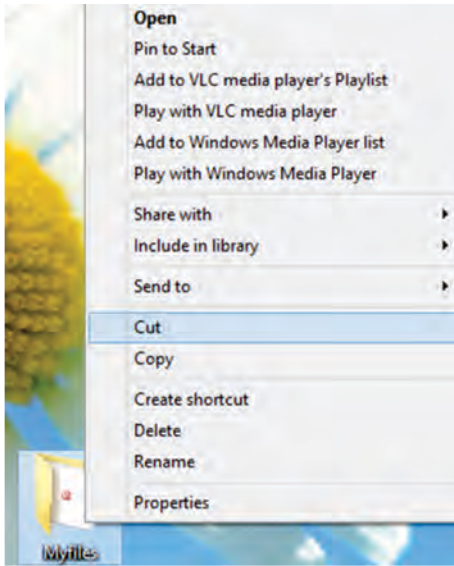 Open
Pin to Start
Add to VLC media player's Playlist
Play with VLC media player
Add to Windows Media Player list
Play with Windows Media Player
Share with
Include in library
Send to
Cut
Copy
Create shortcut
Delete
Rename
Properties
Myfiles